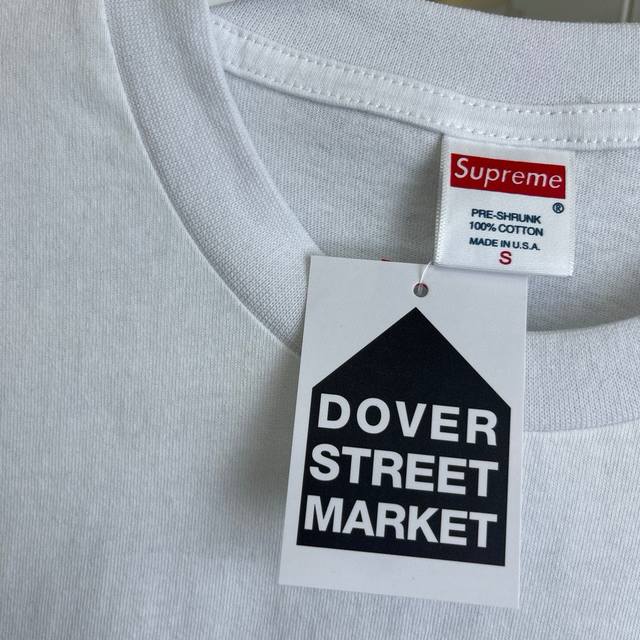 Supreme
®
PRE-SHRUNK
100% COTTON
MADE IN U.S.A.
S
DOVER
STREET
MARKET